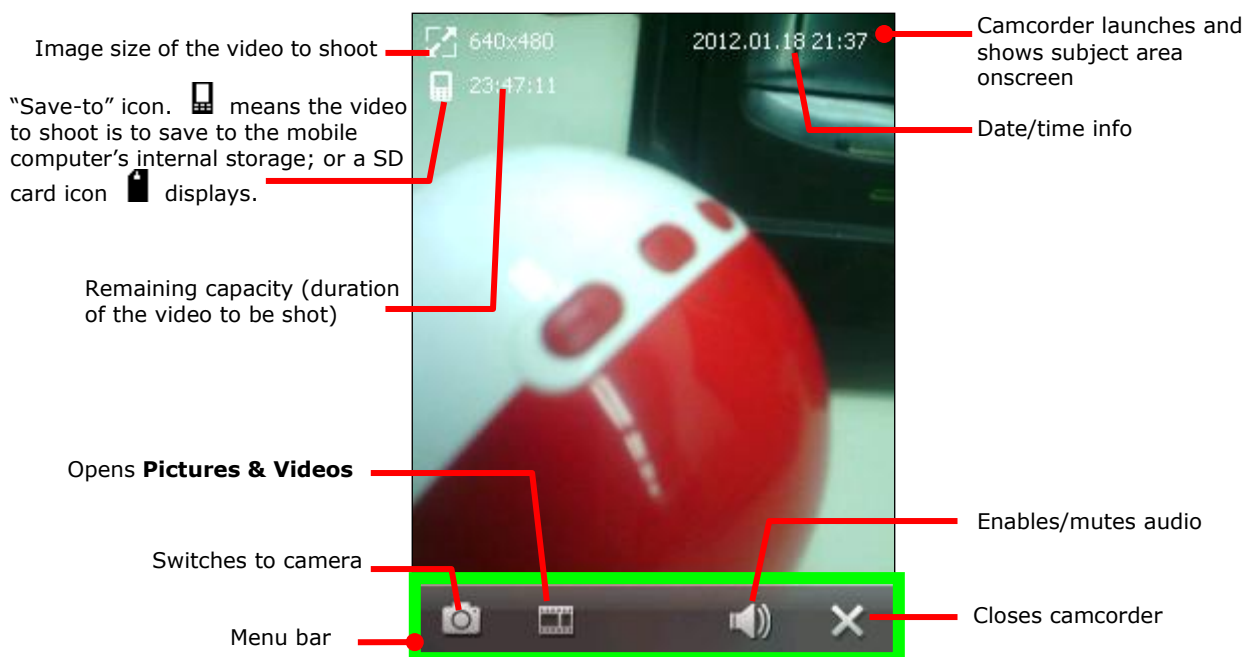 Image size of the video to shoot
640x480
2012.01.18 21:37
Camcorder launches and
shows subject area
onscreen
23:47:11
"Save-to" icon. means the video
to shoot is to save to the mobile
computer's internal storage; or a SD
card icon displays.
Date/time info
Remaining capacity (duration
of the video to be shot)
Opens Pictures & Videos
Enables/mutes audio
Switches to camera
Closes camcorder
Menu bar